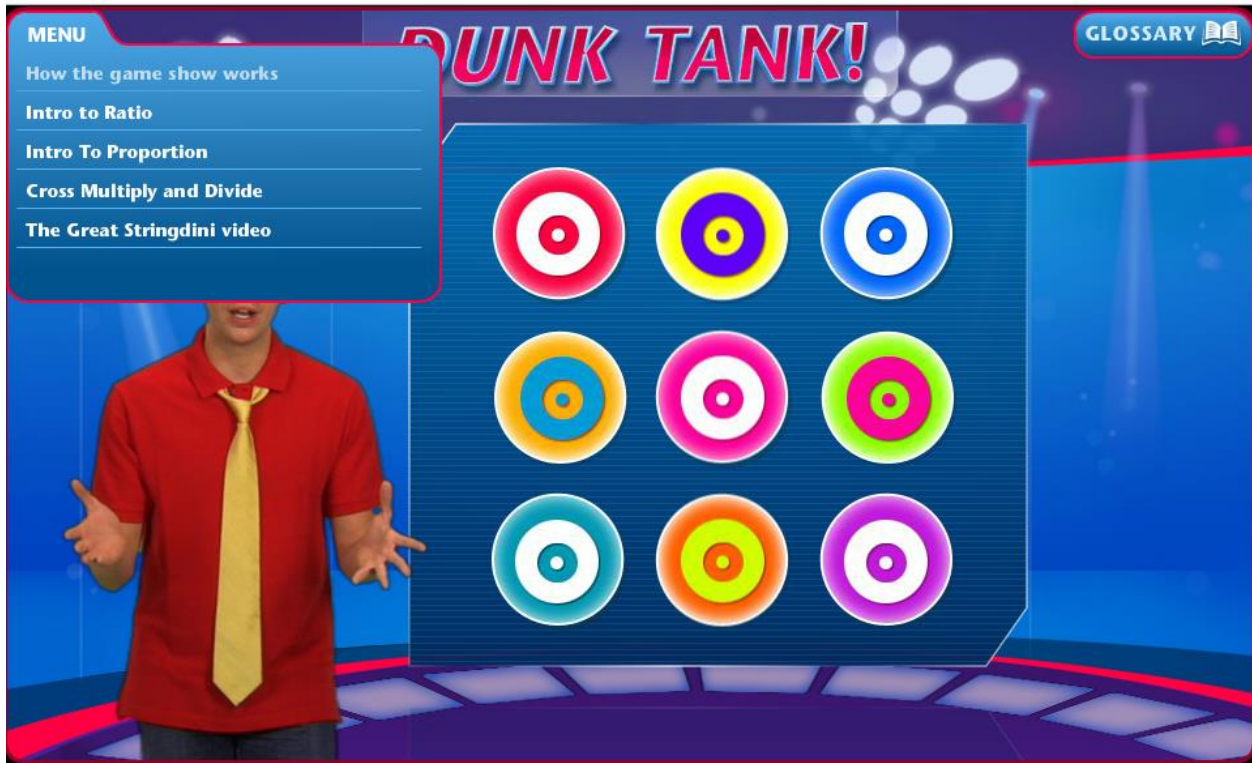 MENU
DUNK TANK!
GLOSSARY
How the game show works
Intro to Ratio
Intro To Proportion
Cross Multiply and Divide
The Great Stringdini video